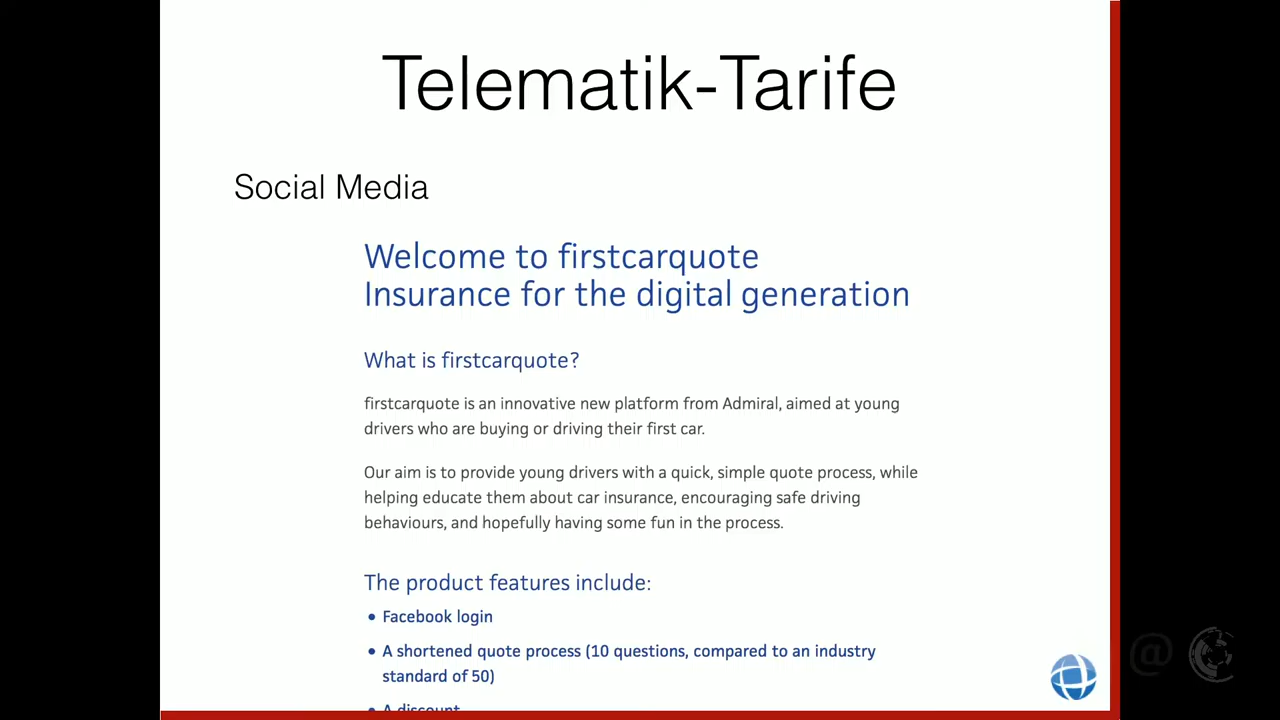 Telematik-Tarife
Social Media
Welcome to firstcarquote
Insurance for the digital generation
What is firstcarquote?
firstcarquote is an innovative new platform from Admiral, aimed at young
drivers who are buying or driving their first car.
Our aim is to provide young drivers with a quick, simple quote process, while
helping educate them about car insurance, encouraging safe driving
behaviours, and hopefully having some fun in the process.
The product features include:
• Facebook login
• A shortened quote process (10 questions, compared to an industry
standard of 50)
• A discount
@